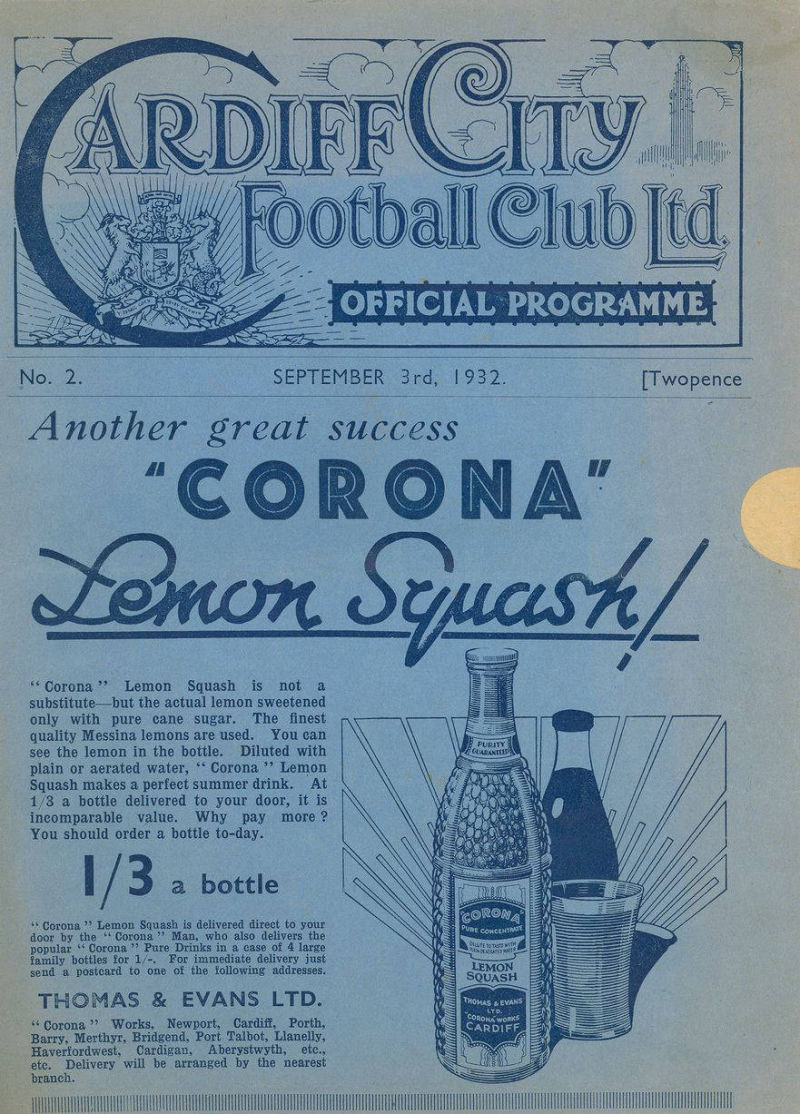 CARDIFF CITY
Football Club Ltd.
OFFICIAL PROGRAMME
No. 2.
SEPTEMBER 3rd, 1932.
[Twopence
Another great success
"CORONA"
Lemon Squash!
“ Corona ” Lemon Squash is not a
substitute—but the actual lemon sweetened
only with pure cane sugar. The finest
quality Messina lemons are used. You can
see the lemon in the bottle. Diluted with
plain or aerated water, “ Corona ” Lemon
Squash makes a perfect summer drink. At
1/3 a bottle delivered to your door, it is
incomparable value. Why pay more ?
You should order a bottle to-day.
1/3 a bottle
“ Corona ” Lemon Squash is delivered direct to your
door by the “ Corona ” Man, who also delivers the
popular “ Corona ” Pure Drinks in a case of 4 large
family bottles for 1/-. For immediate delivery just
send a postcard to one of the following addresses.
THOMAS & EVANS LTD.
“ Corona ” Works, Newport, Cardiff, Porth,
Barry, Merthyr, Bridgend, Port Talbot, Llanelly,
Haverfordwest, Cardigan, Aberystwyth, etc.,
etc. Delivery will be arranged by the nearest
branch.
PURITY
GUARANTEED
"CORONA"
PURE CONCENTRATE
LEMON
SQUASH
THOMAS & EVANS
LTD.
"CORONA" WORKS
CARDIFF